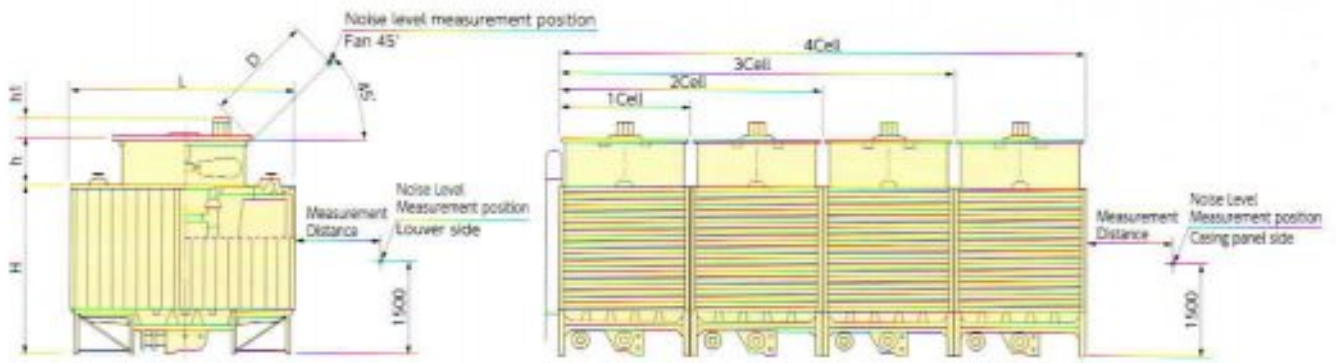 Noise level measurement position
Fan 45'
D
45'
L
h1
h
H
Noise Level
Measurement position
Louver side
Measurement
Distance
1500
4Cell
3Cell
2Cell
1Cell
Measurement
Distance
Noise Level
Measurement position
Casing panel side
1500